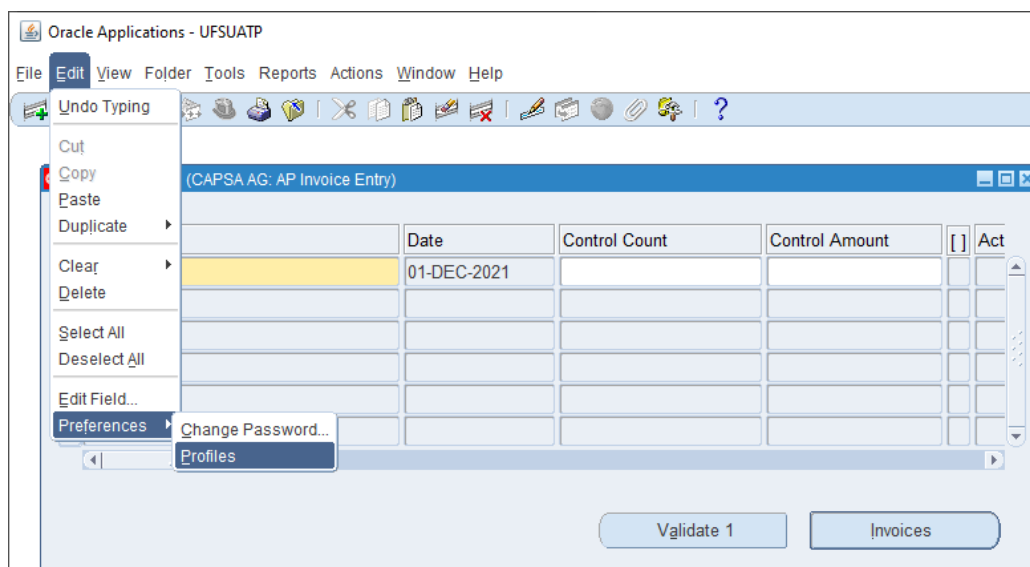 Oracle Applications - UFSUATP
File Edit View Folder Tools Reports Actions Window Help
Undo Typing
?
Cut
Copy
Paste
Duplicate
Clear
Delete
Select All
Deselect All
Edit Field...
Preferences
Change Password...
Profiles
(CAPSA AG: AP Invoice Entry)
Date Control Count Control Amount [ ] Act
01-DEC-2021
Validate 1 Invoices